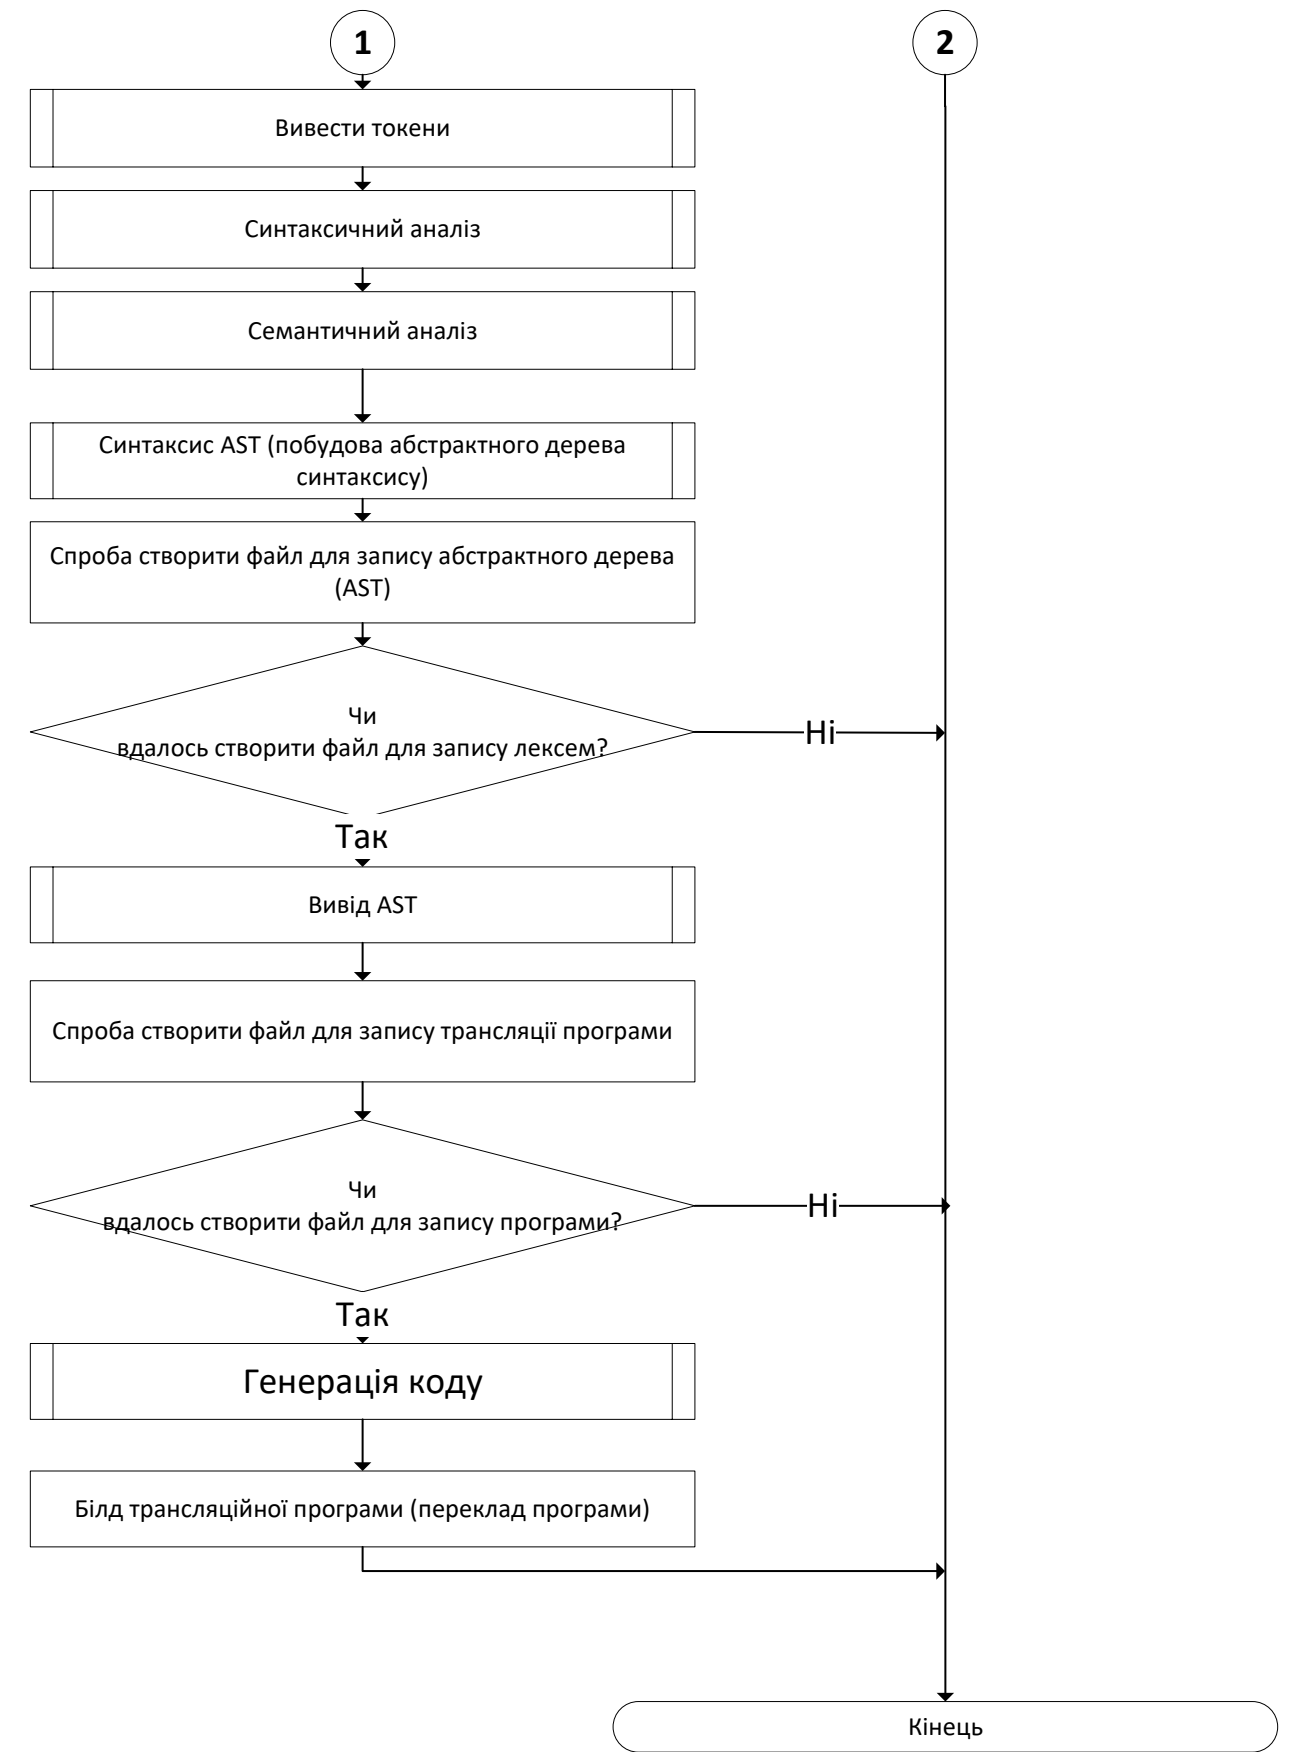 1
2
Вивести токени
Синтаксичний аналіз
Семантичний аналіз
Синтаксис AST (побудова абстрактного дерева
синтаксису)
Спроба створити файл для запису абстрактного дерева
(AST)
Чи
вдалось створити файл для запису лексем?
Ні
Так
Вивід AST
Спроба створити файл для запису трансляції програми
Чи
вдалось створити файл для запису програми?
Ні
Так
Генерація коду
Білд трансляційної програми (переклад програми)
Кінець